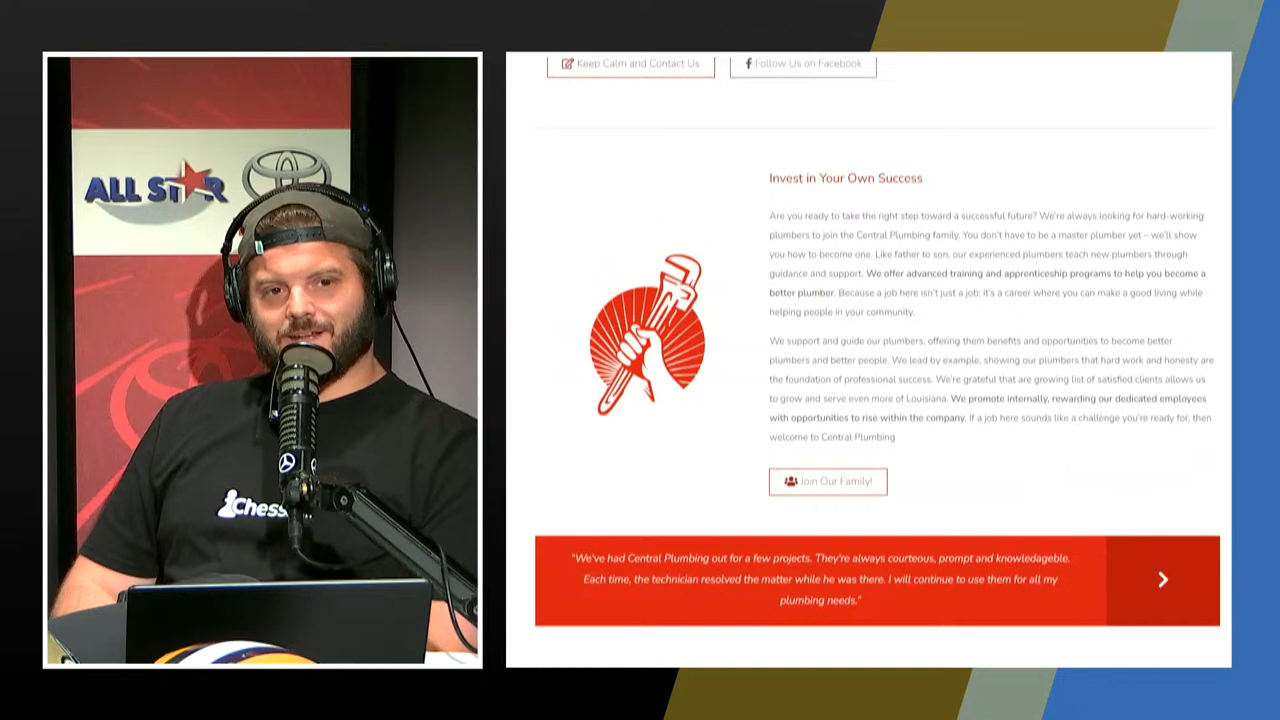 ALL STAR
Chess
Keep Calm and Contact Us
Follow Us on Facebook
Invest in Your Own Success
Are you ready to take the right step toward a successful future? We're always looking for hard-working
plumbers to join the Central Plumbing family. You don't have to be a master plumber yet – we'll show
you how to become one. Like father to son, our experienced plumbers teach new plumbers through
guidance and support. We offer advanced training and apprenticeship programs to help you become a
better plumber. Because a job here isn't just a job; it's a career where you can make a good living while
helping people in your community.
We support and guide our plumbers, offering them benefits and opportunities to become better
plumbers and better people. We lead by example, showing our plumbers that hard work and honesty are
the foundation of professional success. We're grateful that are growing list of satisfied clients allows us
to grow and serve even more of Louisiana. We promote internally, rewarding our dedicated employees
with opportunities to rise within the company. If a job here sounds like a challenge you're ready for, then
welcome to Central Plumbing
Join Our Family!
"We've had Central Plumbing out for a few projects. They're always courteous, prompt and knowledgeble.
Each time, the technician resolved the matter while he was there. I will continue to use them for all my
plumbing needs."